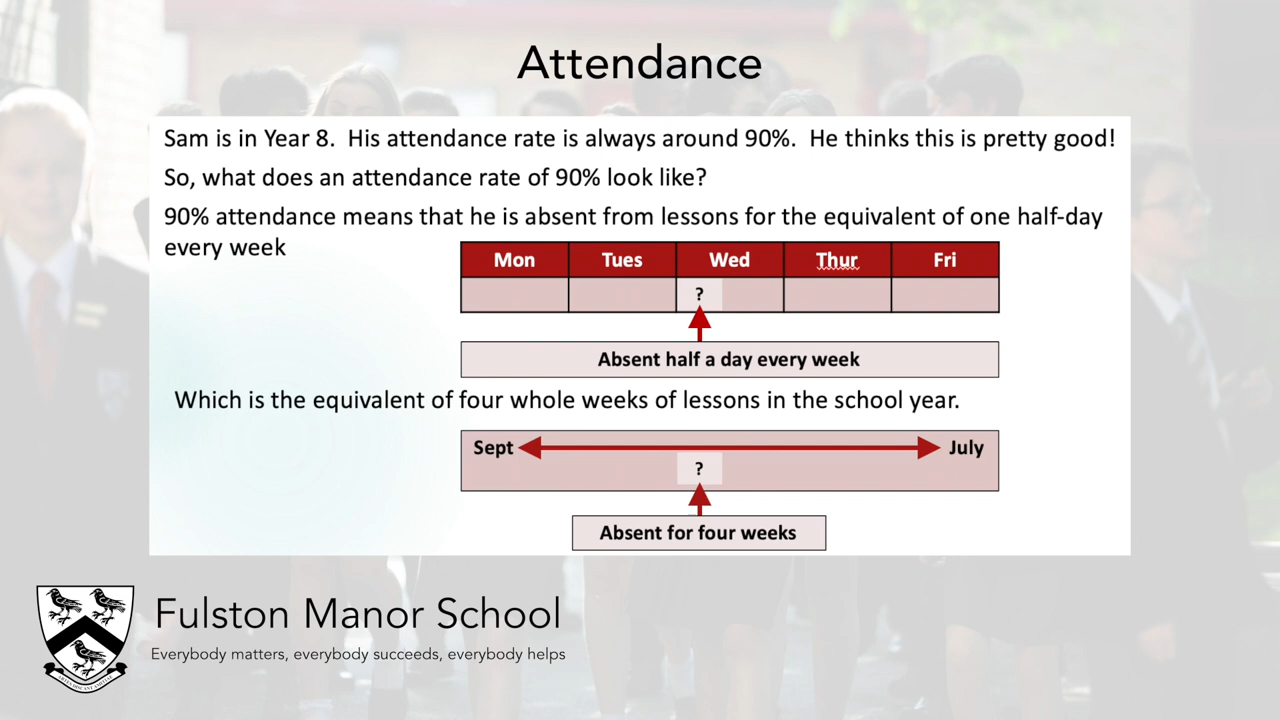 Attendance
Sam is in Year 8. His attendance rate is always around 90%. He thinks this is pretty good!
So, what does an attendance rate of 90% look like?
90% attendance means that he is absent from lessons for the equivalent of one half-day
every week
Mon Tues Wed Thur Fri
?
Absent half a day every week
Which is the equivalent of four whole weeks of lessons in the school year.
Sept July
?
Absent for four weeks
Fulston Manor School
Everybody matters, everybody succeeds, everybody helps